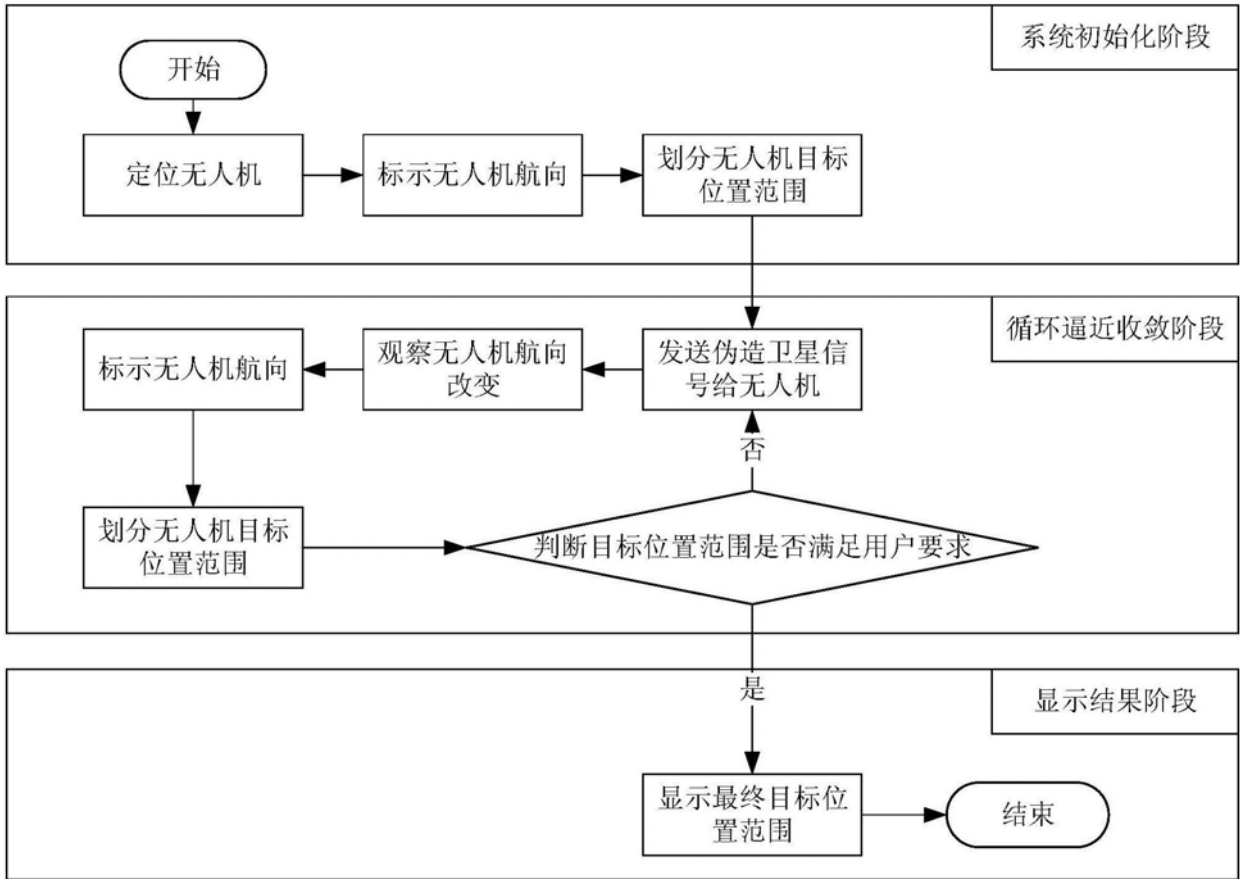 系统初始化阶段
开始
定位无人机
标示无人机航向
划分无人机目标
位置范围
循环逼近收敛阶段
标示无人机航向
观察无人机航向
改变
发送伪造卫星信
号给无人机
否
划分无人机目标
位置范围
判断目标位置范围是否满足用户要求
是
显示结果阶段
显示最终目标位
置范围
结束